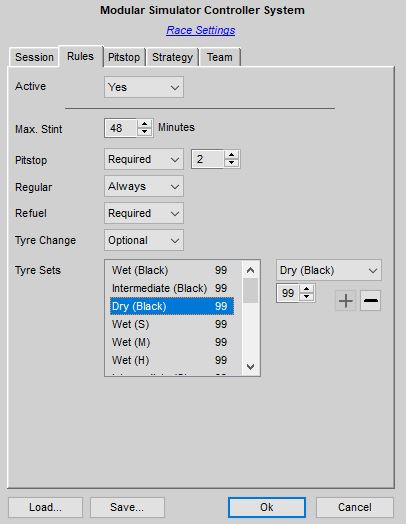 Modular Simulator Controller System
Race Settings
Session Rules Pitstop Strategy Team
Active Yes
Max. Stint 48 Minutes
Pitstop Required 2
Regular Always
Refuel Required
Tyre Change Optional
Tyre Sets Wet (Black) 99 Dry (Black)
Intermediate (Black) 99 99
Dry (Black) 99
Wet (S) 99
Wet (M) 99
Wet (H) 99
Load... Save... Ok Cancel